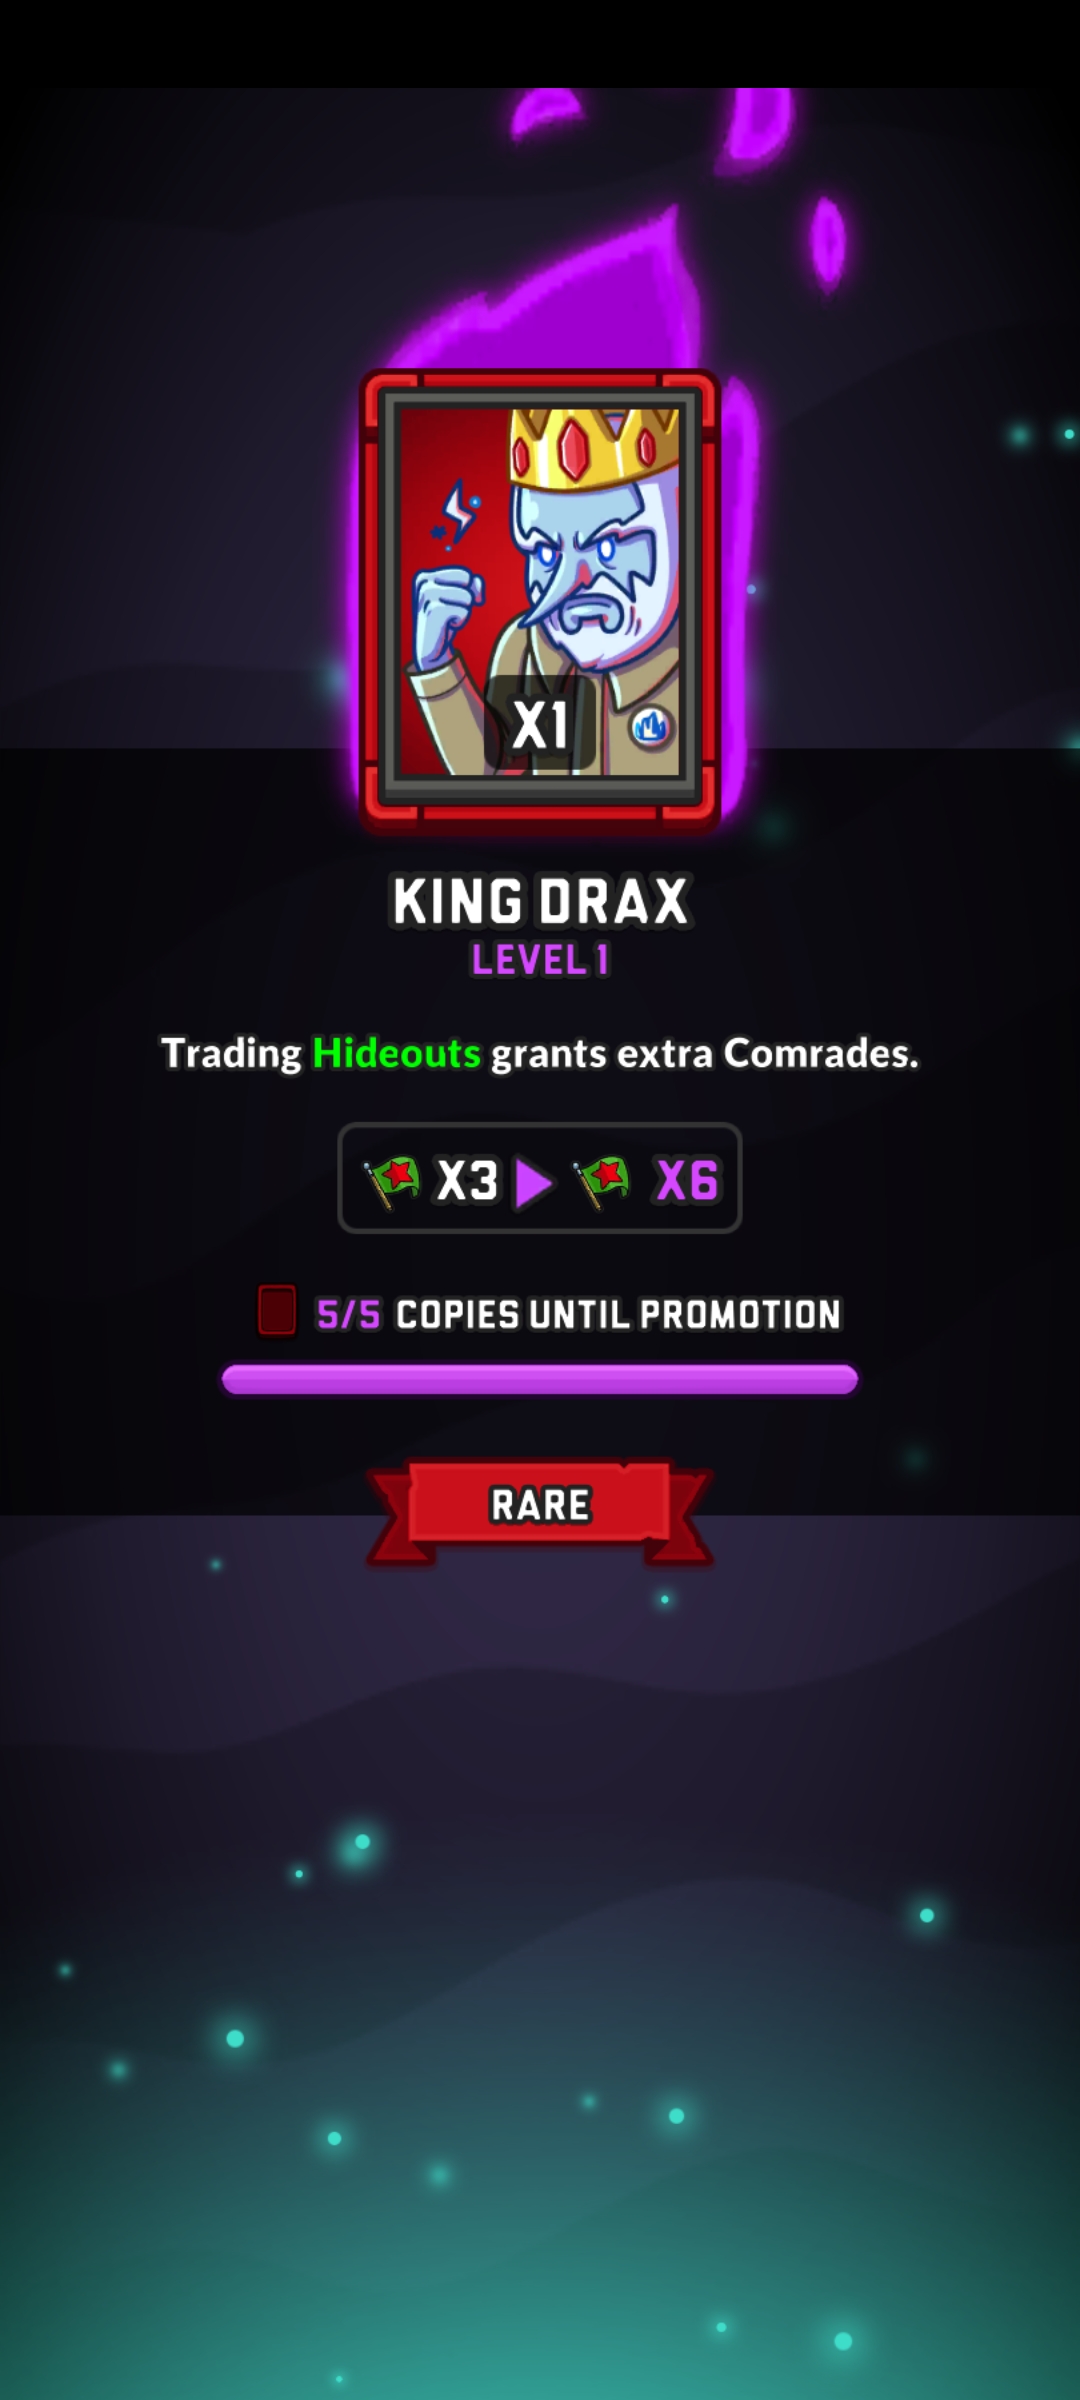 X1
KING DRAX
LEVEL 1
Trading Hideouts grants extra Comrades.
X3 X6
5/5 COPIES UNTIL PROMOTION
RARE